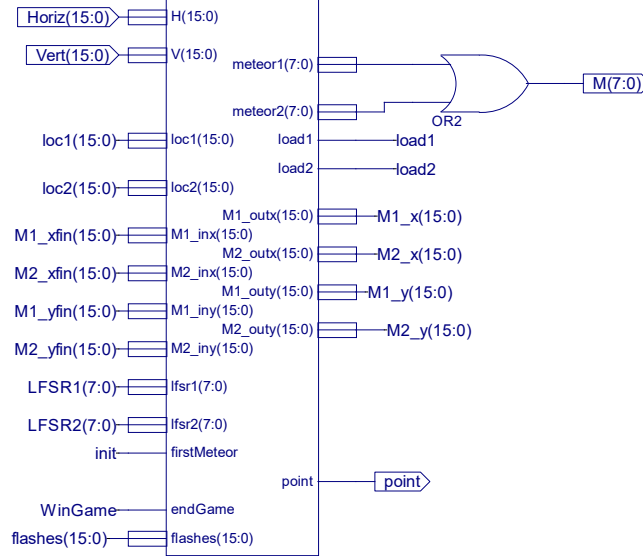 Horiz(15:0) H(15:0)
Vert(15:0) V(15:0)
meteor1(7:0) M(7:0)
meteor2(7:0) OR2
loc1(15:0) loc1(15:0) load1 load1
load2 load2
loc2(15:0) loc2(15:0)
M1_outx(15:0) M1_x(15:0)
M1_xfin(15:0) M1_inx(15:0)
M2_outx(15:0) M2_x(15:0)
M2_xfin(15:0) M2_inx(15:0)
M1_outy(15:0) M1_y(15:0)
M1_yfin(15:0) M1_iny(15:0)
M2_outy(15:0) M2_y(15:0)
M2_yfin(15:0) M2_iny(15:0)
LFSR1(7:0) lfsr1(7:0)
LFSR2(7:0) lfsr2(7:0)
init firstMeteor
point point
WinGame endGame
flashes(15:0) flashes(15:0)